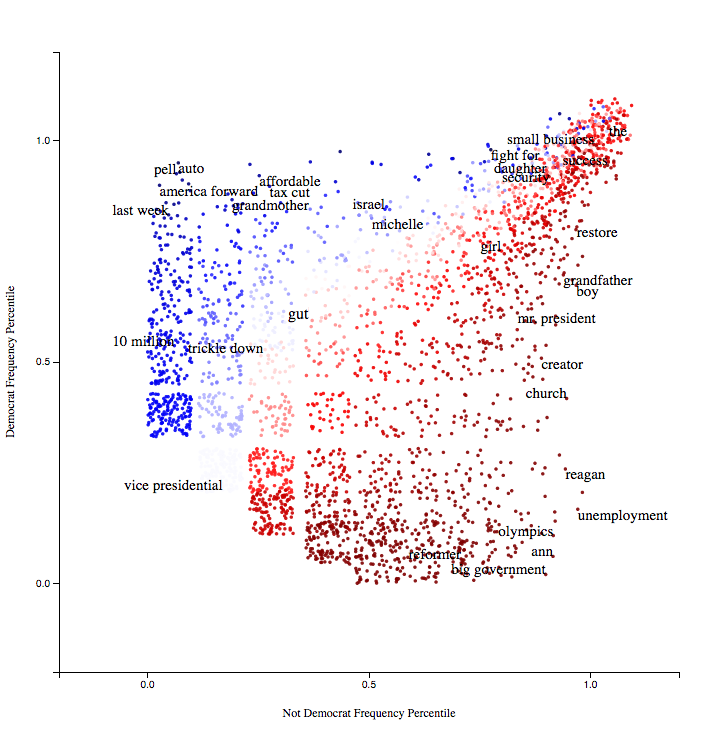 the
1.0
small business
fight for
success
pell
auto
daughter
security
affordable
america forward
tax cut
grandmother
israel
last week
michelle
restore
girl
grandfather
boy
gut
mr. president
10 million
trickle down
0.5
creator
church
reagan
vice presidential
unemployment
olympics
ann
reformer
big government
0.0
0.0
0.5
1.0
Not Democrat Frequency Percentile
Democrat Frequency Percentile